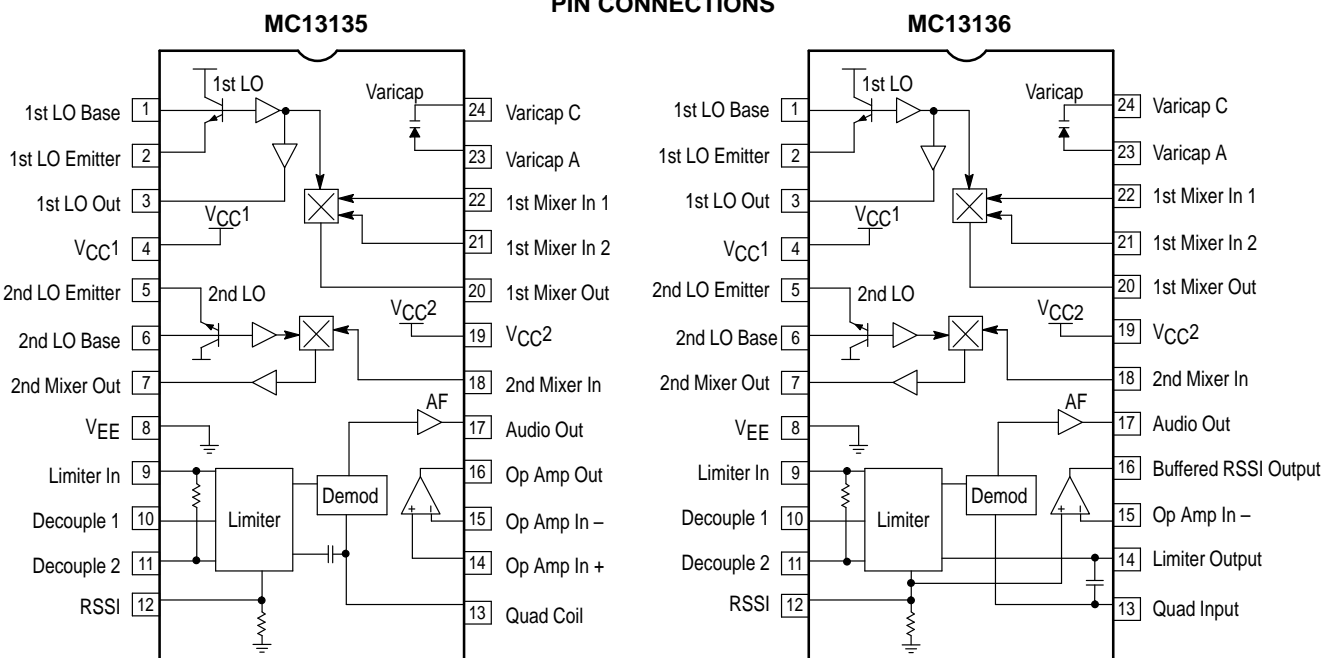 PIN CONNECTIONS
MC13135
1st LO
Varicap
1st LO Base 1
1st LO Emitter 2
1st LO Out 3
VCC1
VCC1 4
2nd LO Emitter 5
2nd LO
2nd LO Base 6
2nd Mixer Out 7
VEE 8
Limiter In 9
Decouple 1 10
Decouple 2 11
RSSI 12
Limiter
Demod
AF
+ –
VCC2
24 Varicap C
23 Varicap A
22 1st Mixer In 1
21 1st Mixer In 2
20 1st Mixer Out
19 VCC2
18 2nd Mixer In
17 Audio Out
16 Op Amp Out
15 Op Amp In –
14 Op Amp In +
13 Quad Coil
MC13136
1st LO
Varicap
1st LO Base 1
1st LO Emitter 2
1st LO Out 3
VCC1
VCC1 4
2nd LO Emitter 5
2nd LO
2nd LO Base 6
2nd Mixer Out 7
VEE 8
Limiter In 9
Decouple 1 10
Decouple 2 11
RSSI 12
Limiter
Demod
AF
+ –
VCC2
24 Varicap C
23 Varicap A
22 1st Mixer In 1
21 1st Mixer In 2
20 1st Mixer Out
19 VCC2
18 2nd Mixer In
17 Audio Out
16 Buffered RSSI Output
15 Op Amp In –
14 Limiter Output
13 Quad Input